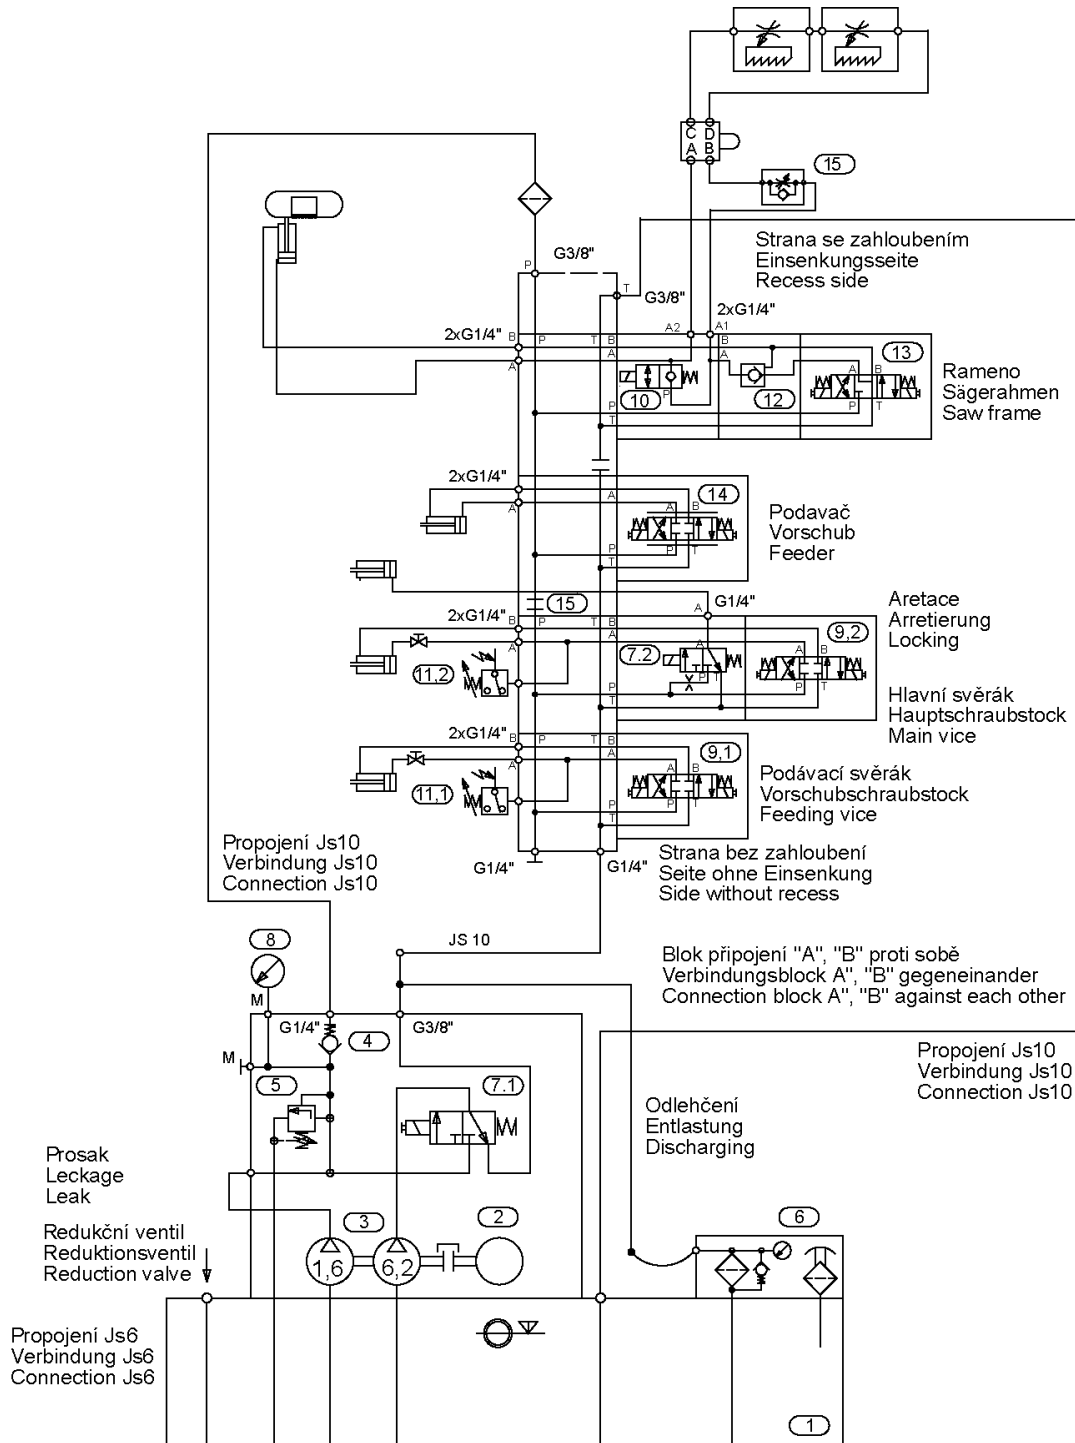 C D
A B
15
Strana se zahloubením
Einsenkungsseite
Recess side
P
G3/8"
T
G3/8"
2xG1/4"
2xG1/4"
A2
A1
B
P
T
B
B
A
A
A
13
A
B
P
P
T
P
T
10
12
Rameno
Sägerahmen
Saw frame
2xG1/4"
A
A
14
A
B
P
T
P
T
Podavač
Vorschub
Feeder
15
A
G1/4"
Aretace
Arretierung
Locking
2xG1/4"
B
P
T
B
A
A
7.2
9,2
A
A
B
P
T
P
T
P
T
11,2
Hlavní svěrák
Hauptschraubstock
Main vice
2xG1/4"
B
P
T
B
A
A
9,1
A
B
P
T
P
T
11,1
Podávací svěrák
Vorschubschraubstock
Feeding vice
Propojení Js10
Verbindung Js10
Connection Js10
G1/4"
G1/4"
Strana bez zahloubení
Seite ohne Einsenkung
Side without recess
8
JS 10
Blok připojení "A", "B" proti sobě
Verbindungsblock A", "B" gegeneinander
Connection block A", "B" against each other
M
G1/4"
G3/8"
4
M
5
7.1
Propojení Js10
Verbindung Js10
Connection Js10
Odlehčení
Entlastung
Discharging
Prosak
Leckage
Leak
Redukční ventil
Reduktionsventil
Reduction valve
3
2
6
1,6
6,2
Propojení Js6
Verbindung Js6
Connection Js6
1